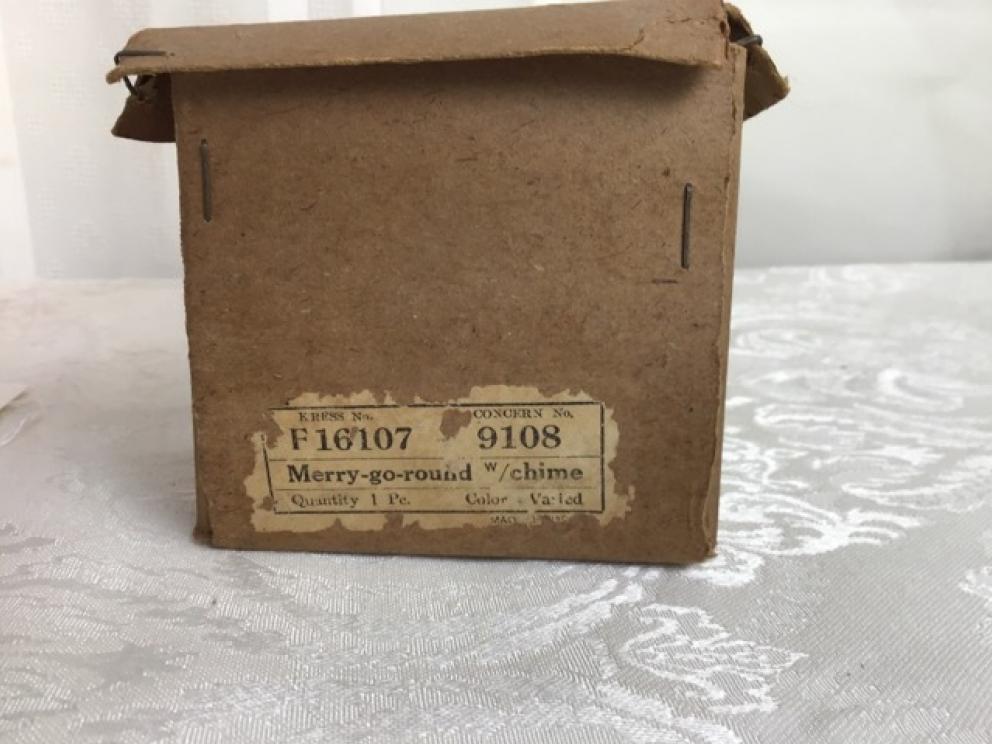 KRESS No. CONCERN No.
F 16107 9108
Merry-go-round w/chime
Quantity 1 Pc. Color - Varied